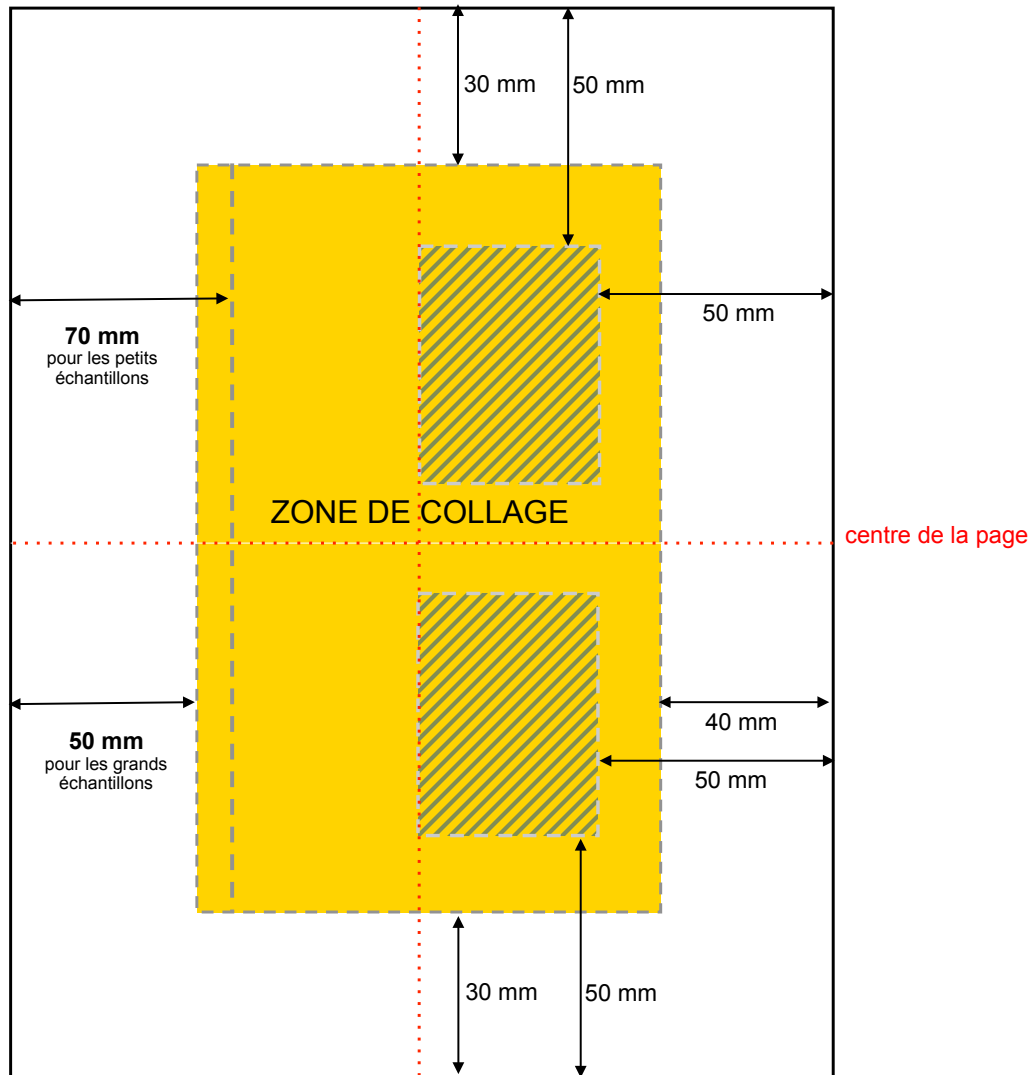 30 mm
50 mm
50 mm
70 mm
pour les petits
échantillons
ZONE DE COLLAGE
centre de la page
40 mm
50 mm
pour les grands
échantillons
50 mm
30 mm
50 mm